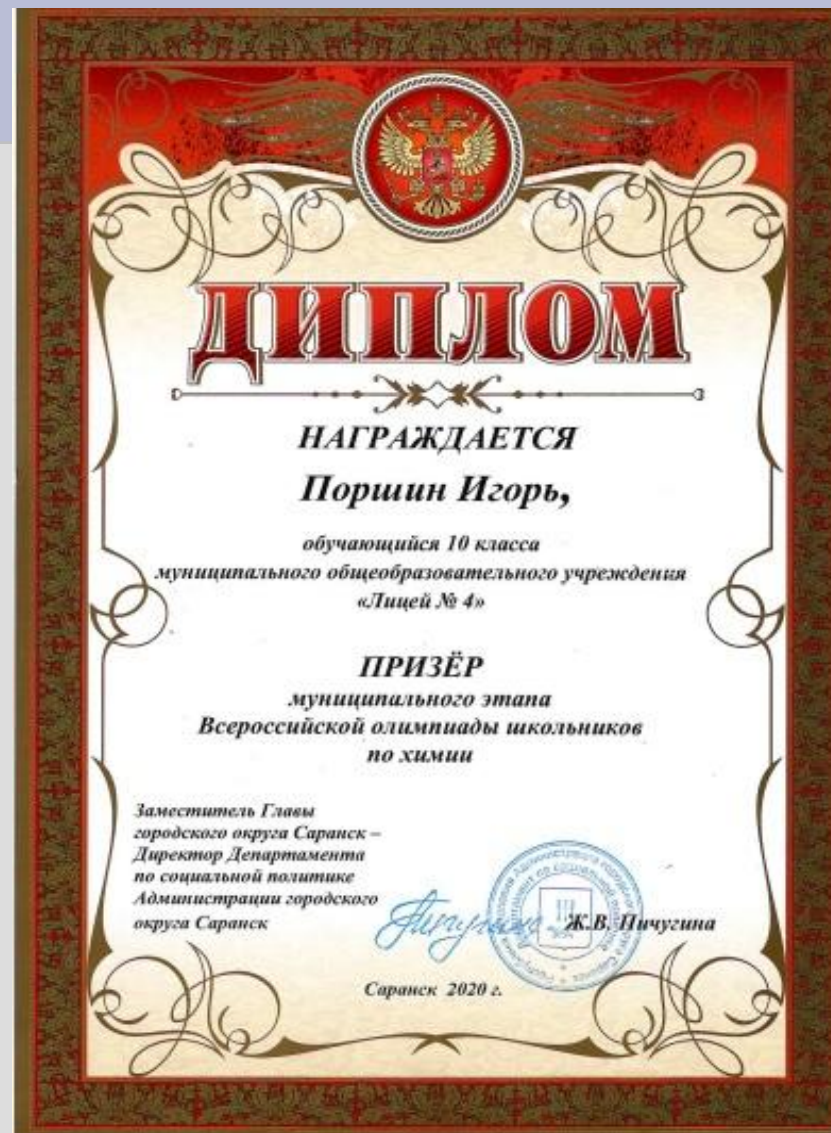 ДИПЛОМ
НАГРАЖДАЕТСЯ
Поршин Игорь,
обучающийся 10 класса
муниципального общеобразовательного учреждения
«Лицей № 4»
ПРИЗЁР
муниципального этапа
Всероссийской олимпиады школьников
по химии
Заместитель Главы
городского округа Саранск –
Директор Департамента
по социальной политике
Администрации городского
округа Саранск
Ж.В. Пичугина
Саранск 2020 г.